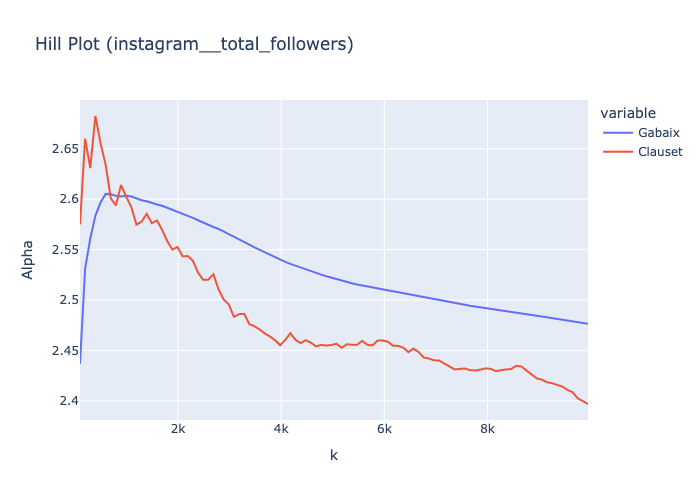 Hill Plot (instagram__total_followers)
variable
Gabaix
Clauset
2.65
2.6
2.55
2.5
2.45
2.4
Alpha
2k
4k
6k
8k
k